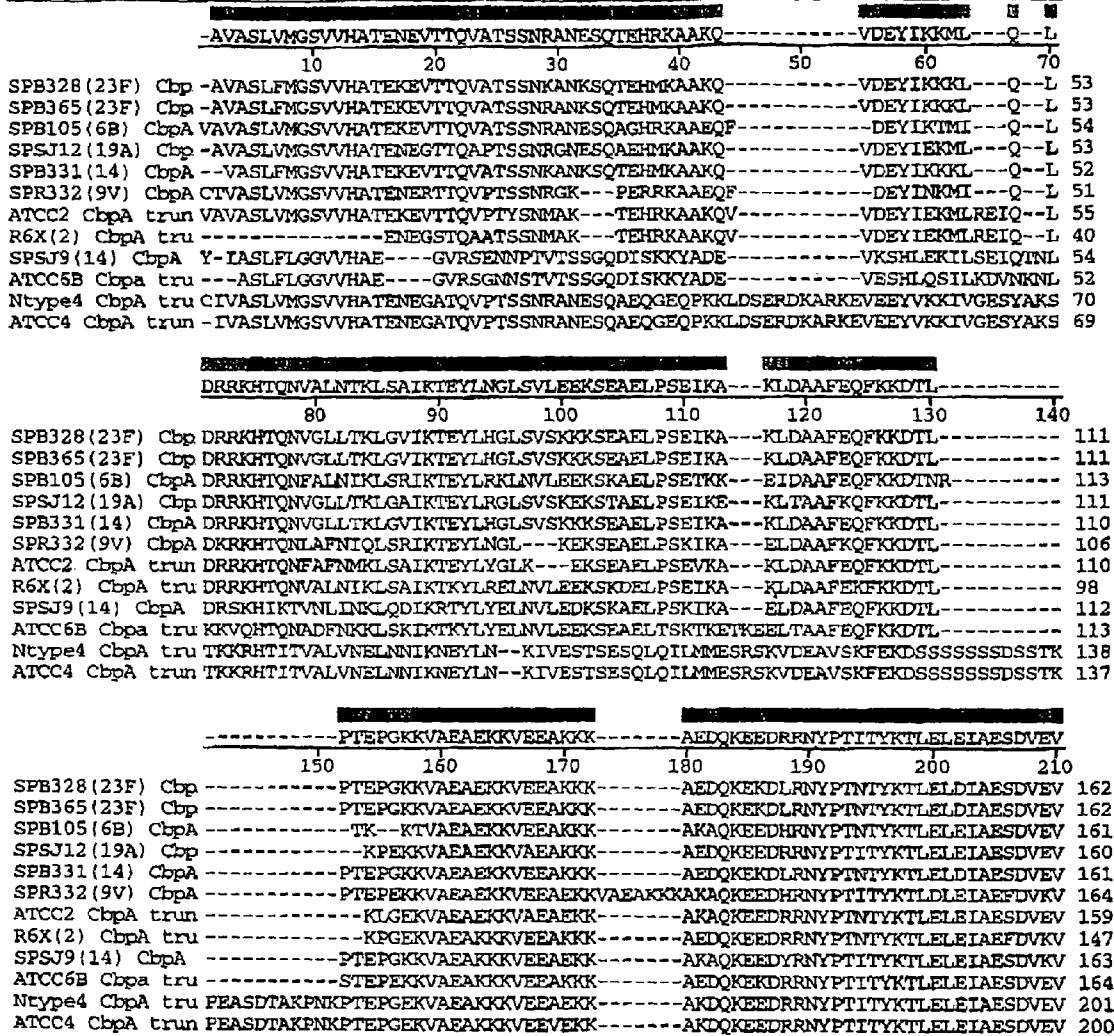 -AVASLVMGSVVHATENEVTTQVATSSNRANESQTEHRKAAKQ-----------VDEYIKKML---Q--L
10 20 30 40 50 60 70
SPB328(23F) Cbp -AVASLFMGSVVHATEKEVTTQVATSSNKANKSQTEHMKAAKQ-----------VDEYIKKKL---Q--L 53
SPB365(23F) Cbp -AVASLFMGSVVHATEKEVTTQVATSSNKANKSQTEHMKAAKQ-----------VDEYIKKKL---Q--L 53
SPB105(6B) CbpA VAVASLVMGSVVHATEKEVTTQVATSSNRANESQAGHRKAAEQF-----------DEYIKTMI---Q--L 54
SPSJ12(19A) Cbp -AVASLVMGSVVHATENEGTTQAPTSSNRGNESQAEHMKAAKQ-----------VDEYIEKML---Q--L 53
SPB331(14) CbpA --VASLVMGSVVHATEKEVTTQVATSSNKANKSQTEHMKAAKQ-----------VDEYIKKKL---Q--L 52
SPR332(9V) CbpA CTVASLVMGSVVHATENERTTQVPTSSNRGK---PERRKAAEQF-----------DEYINKMI---Q--L 51
ATCC2 CbpA trun VAVASLVMGSVVHATEKEVTTQVPTYSNMAK---TEHRKAAKQV----------VDEYIEKMLREIQ--L 55
R6X(2) CbpA tru ---------------ENEGSTQAATSSNMAK---TEHRKAAKQV----------VDEYIEKMLREIQ--L 40
SPSJ9(14) CbpA Y-IASLFLGGVVHAE----GVRSENNPTVTSSGQDISKKYADE-----------VKSHLEKILSEIQTNL 54
ATCC6B Cbpa tru ---ASLFLGGVVHAE----GVRSGNNSTVTSSGQDISKKYADE-----------VESHLQSILKDVNKNL 52
Ntype4 CbpA tru CIVASLVMGSVVHATENEGATQVPTSSNRANESQAEQGEQPKKLDSERDKARKEVEEYVKKIVGESYAKS 70
ATCC4 CbpA trun -IVASLVMGSVVHATENEGATQVPTSSNRANESQAEQGEQPKKLDSERDKARKEVEEYVKKIVGESYAKS 69
DRRKHTQNVALNTKLSAIKTEYLNGLSVLEEKSEAELPSEIKA---KLDAAFEQFKKDTL----------
80 90 100 110 120 130 140
SPB328(23F) Cbp DRRKHTQNVGLLTKLGVIKTEYLHGLSVSKKKSEAELPSEIKA---KLDAAFEQFKKDTL---------- 111
SPB365(23F) Cbp DRRKHTQNVGLLTKLGVIKTEYLHGLSVSKKKSEAELPSEIKA---KLDAAFEQFKKDTL---------- 111
SPB105(6B) CbpA DRRKHTQNFALNIKLSRIKTEYLRKLNVLEEKSKAELPSETKK---EIDAAFEQFKKDTNR--------- 113
SPSJ12(19A) Cbp DRRKHTQNVGLLTKLGAIKTEYLRGLSVSKEKSTAELPSEIKE---KLTAAFKQFKKDTL---------- 111
SPB331(14) CbpA DRRKHTQNVGLLTKLGVIKTEYLHGLSVSKKKSEAELPSEIKA---KLDAAFEQFKKDTL---------- 110
SPR332(9V) CbpA DKRKHTQNLAFNIQLSRIKTEYLNGL---KEKSEAELPSKIKA---ELDAAFKQFKKDTL---------- 106
ATCC2 CbpA trun DRRKHTQNFAFNMKLSAIKTEYLYGLK----EKSEAELPSEVKA---KLDAAFEQFKKDTL---------- 110
R6X(2) CbpA tru DRRKHTQNVALNIKLSAIKTKYLRELNVLEEKSKDELPSEIKA---KLDAAFEKFKKDTL---------- 98
SPSJ9(14) CbpA DRSKHIKTVNLINKLQDIKRTYLYELNVLEDKSKAELPSKIKA---ELDAAFEQFKKDTL---------- 112
ATCC6B Cbpa tru KKVQHTQNADFNKKLSKIKTKYLYELNVLEEKSEAELTSKTKETKEELTAAFEQFKKDTL---------- 113
Ntype4 CbpA tru TKKRHTITVALVNELNNIKNEYLN--KIVESTSESQLQILMMESRSKVDEAVSKFEKDSSSSSSSDSSTK 138
ATCC4 CbpA trun TKKRHTITVALVNELNNIKNEYLN--KIVESTSESQLQILMMESRSKVDEAVSKFEKDSSSSSSSDSSTK 137
-----------PTEPGKKVAEAEKKVEEAKKK-------AEDQKEEDRRNYPTITYKTLELEIAESDVEV
150 160 170 180 190 200 210
SPB328(23F) Cbp -----------PTEPGKKVAEAEKKVEEAKKK-------AEDQKEKDLRNYPTNTYKTLELDIAESDVEV 162
SPB365(23F) Cbp -----------PTEPGKKVAEAEKKVEEAKKK-------AEDQKEKDLRNYPTNTYKTLELDIAESDVEV 162
SPB105(6B) CbpA ------------TK--KTVAEAEKKVEEAKKK-------AKAQKEEDHRNYPTNTYKTLELEIAESDVEV 161
SPSJ12(19A) Cbp -------------KPEKKVAEAEKKVEEAKKK-------AEDQKEEDRRNYPTITYKTLELEIAESDVEV 160
SPB331(14) CbpA -----------PTEPGKKVAEAEKKVEEAKKK-------AEDQKEKDLRNYPTNTYKTLELDIAESDVEV 161
SPR332(9V) CbpA -----------PTEPEKKVAEAEKKVEEAEKKVAEAKKKAKAQKEEDHRNYPTITYKTLDLEIAEFDVKV 164
ATCC2 CbpA trun -------------KLGEKVAEAEKKVAEAEKK-------AKAQKEEDRRNYPTNTYKTLELEIAESDVEV 159
R6X(2) CbpA tru -------------KPGEKVAEAKKKVEEAKKK-------AEDQKEEDRRNYPTNTYKTLELEIAEFDVKV 147
SPSJ9(14) CbpA -----------PTEPGKKVAEAEKKVEEAKKK-------AKAQKEEDYRNYPTITYKTLELEIAESDVKV 163
ATCC6B Cbpa tru -----------STEPEKKVAEAEKKVEEAKKK-------AEDQKEKDRRNYPTITYKTLELEIAESDVEV 164
Ntype4 CbpA tru PEASDTAKPNKPTEPGEKVAEAKKKVEEAEKK-------AKDQKEEDRRNYPTITYKTLELEIAESDVEV 201
ATCC4 CbpA trun PEASDTAKPNKPTEPGEKVAEAKKKVEEVEKK-------AKDQKEEDRRNYPTITYKTLELEIAESDVEV 200